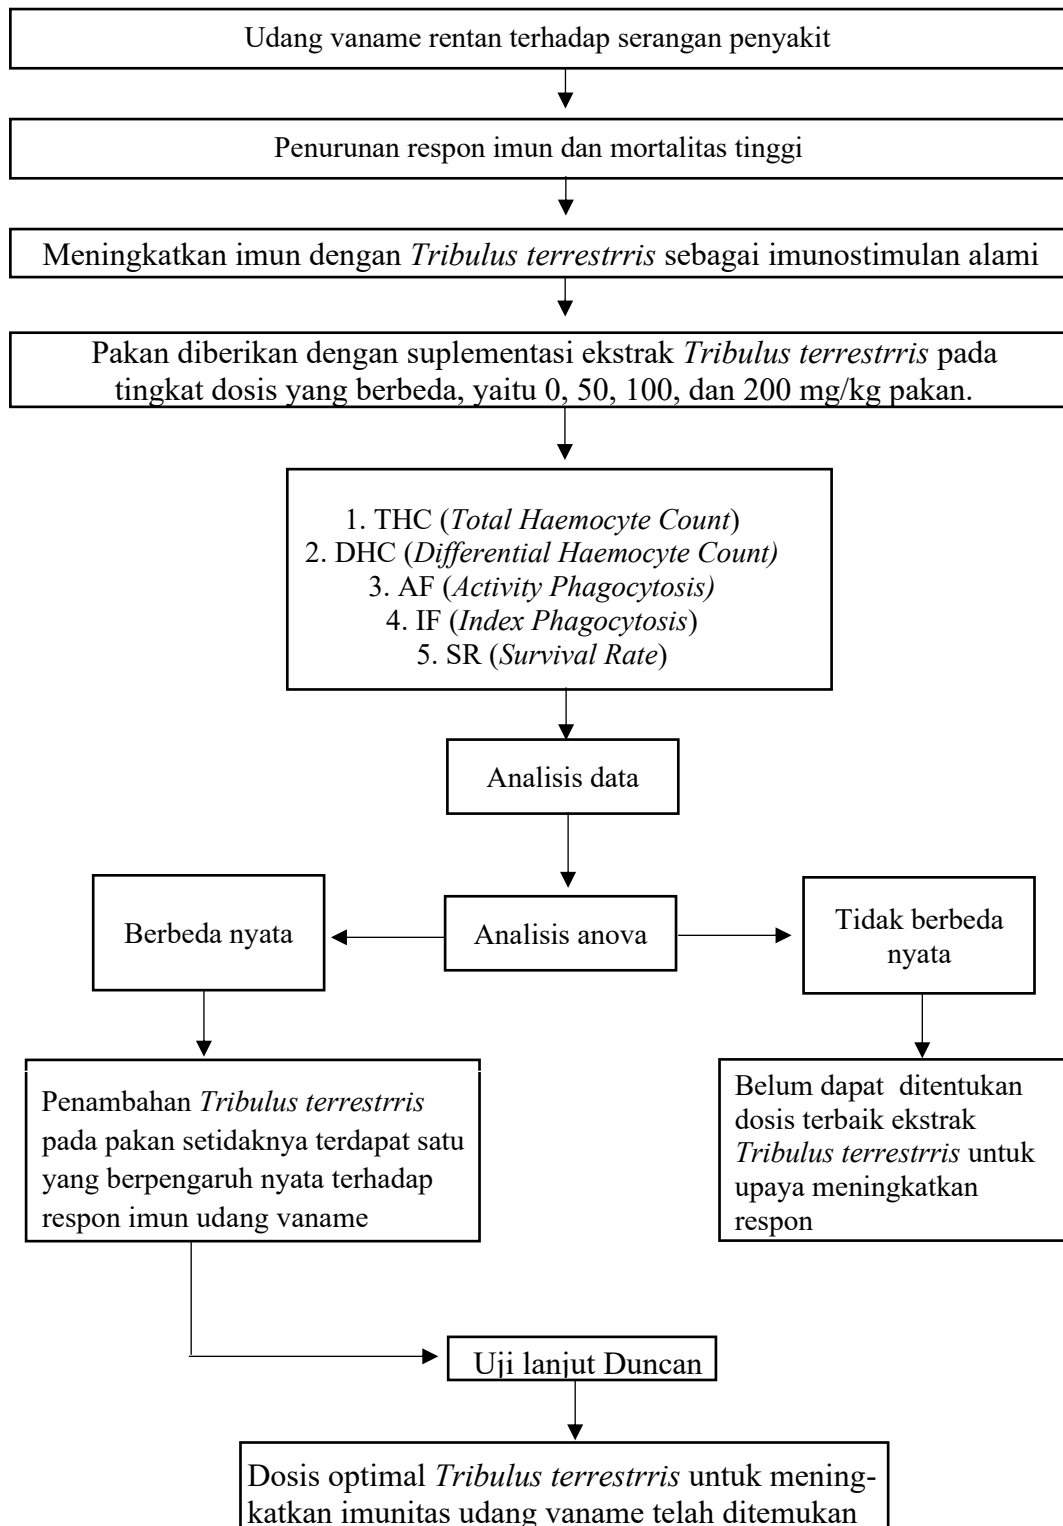 Udang vaname rentan terhadap serangan penyakit
Penurunan respon imun dan mortalitas tinggi
Meningkatkan imun dengan Tribulus terrestrris sebagai imunostimulan alami
Pakan diberikan dengan suplementasi ekstrak Tribulus terrestrris pada
tingkat dosis yang berbeda, yaitu 0, 50, 100, dan 200 mg/kg pakan.
1. THC (Total Haemocyte Count)
2. DHC (Differential Haemocyte Count)
3. AF (Activity Phagocytosis)
4. IF (Index Phagocytosis)
5. SR (Survival Rate)
Analisis data
Berbeda nyata
Analisis anova
Tidak berbeda
nyata
Penambahan Tribulus terrestrris
pada pakan setidaknya terdapat satu
yang berpengaruh nyata terhadap
respon imun udang vaname
Belum dapat ditentukan
dosis terbaik ekstrak
Tribulus terrestrris untuk
upaya meningkatkan
respon
Uji lanjut Duncan
Dosis optimal Tribulus terrestrris untuk mening-
katkan imunitas udang vaname telah ditemukan